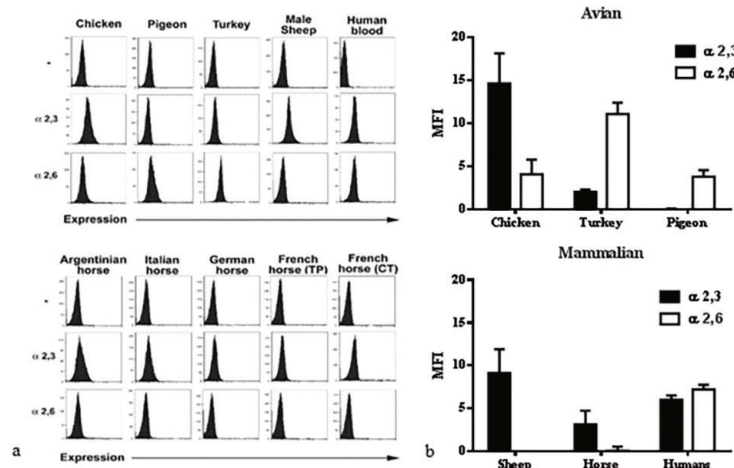 Chicken Pigeon Turkey Male Sheep Human blood
α 2,3
α 2,6
Expression
Argentinian horse Italian horse German horse French horse (TP) French horse (CT)
α 2,3
α 2,6
Expression
a
Avian
α 2,3
α 2,6
MFI
20
15
10
5
0
Chicken Turkey Pigeon
Mammalian
α 2,3
α 2,6
MFI
20
15
10
5
0
Sheep Horse Humans
b